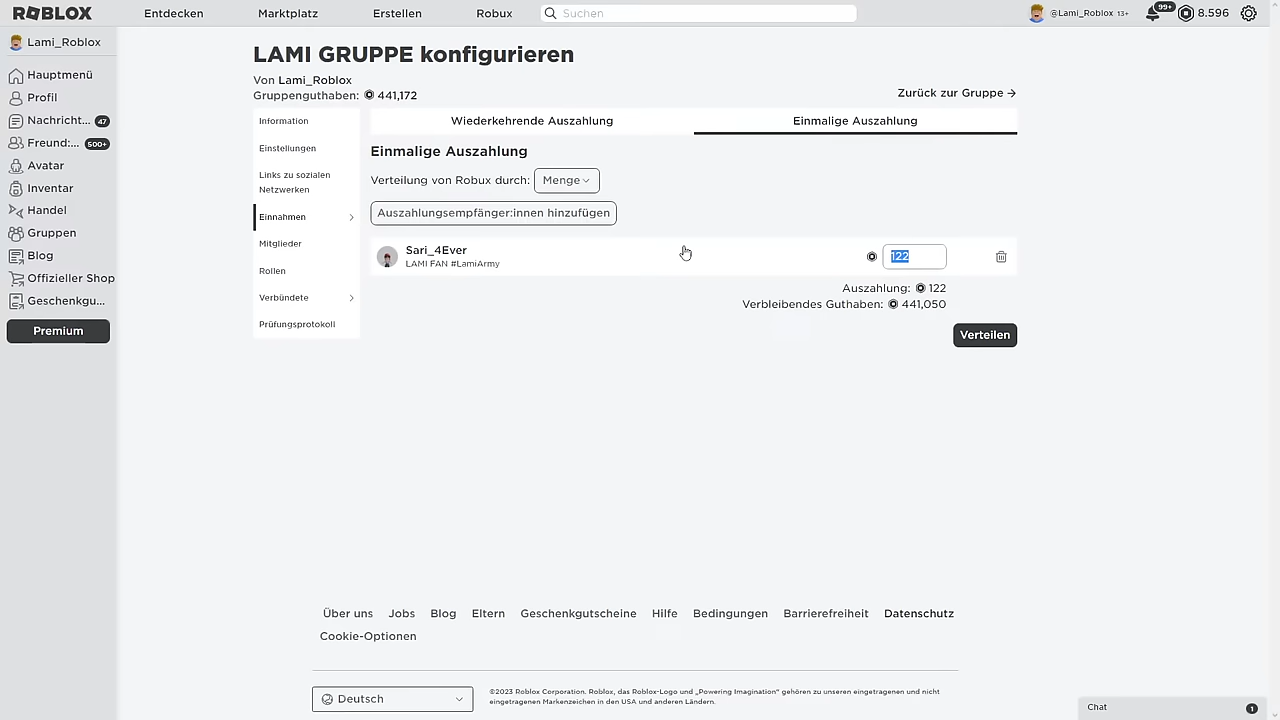 ROBLOX
Entdecken
Marktplatz
Erstellen
Robux
Suchen
@Lami_Roblox 13+
99+
8.596
Lami_Roblox
Hauptmenü
Profil
Nachricht... 47
Freund:... 500+
Avatar
Inventar
Handel
Gruppen
Blog
Offizieller Shop
Geschenkgu...
Premium
LAMI GRUPPE konfigurieren
Von Lami_Roblox
Gruppenguthaben: 441,172
Zurück zur Gruppe →
Information
Einstellungen
Links zu sozialen
Netzwerken
Einnahmen
Mitglieder
Rollen
Verbündete
Prüfungsprotokoll
Wiederkehrende Auszahlung
Einmalige Auszahlung
Einmalige Auszahlung
Verteilung von Robux durch: Menge
Auszahlungsempfänger:innen hinzufügen
Sari_4Ever
LAMI FAN #LamiArmy
122
Auszahlung: 122
Verbleibendes Guthaben: 441,050
Verteilen
Über uns Jobs Blog Eltern Geschenkgutscheine Hilfe Bedingungen Barrierefreiheit Datenschutz
Cookie-Optionen
Deutsch
©2023 Roblox Corporation. Roblox, das Roblox-Logo und „Powering Imagination" gehören zu unseren eingetragenen und nicht
eingetragenen Markenzeichen in den USA und anderen Ländern.
Chat 1